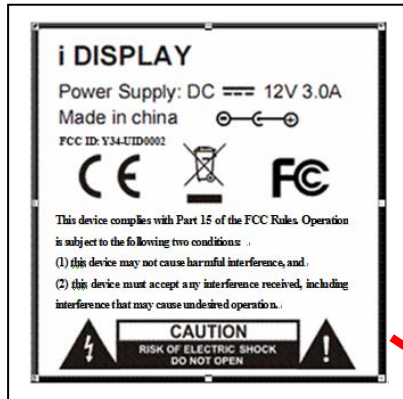 i DISPLAY
Power Supply: DC 12V 3.0A
Made in china
FCC ID: Y34-UID0002
CE FC
This device complies with Part 15 of the FCC Rules. Operation
is subject to the following two conditions:
(1) this device may not cause harmful interference, and
(2) this device must accept any interference received, including
interference that may cause undesired operation.
CAUTION
RISK OF ELECTRIC SHOCK
DO NOT OPEN